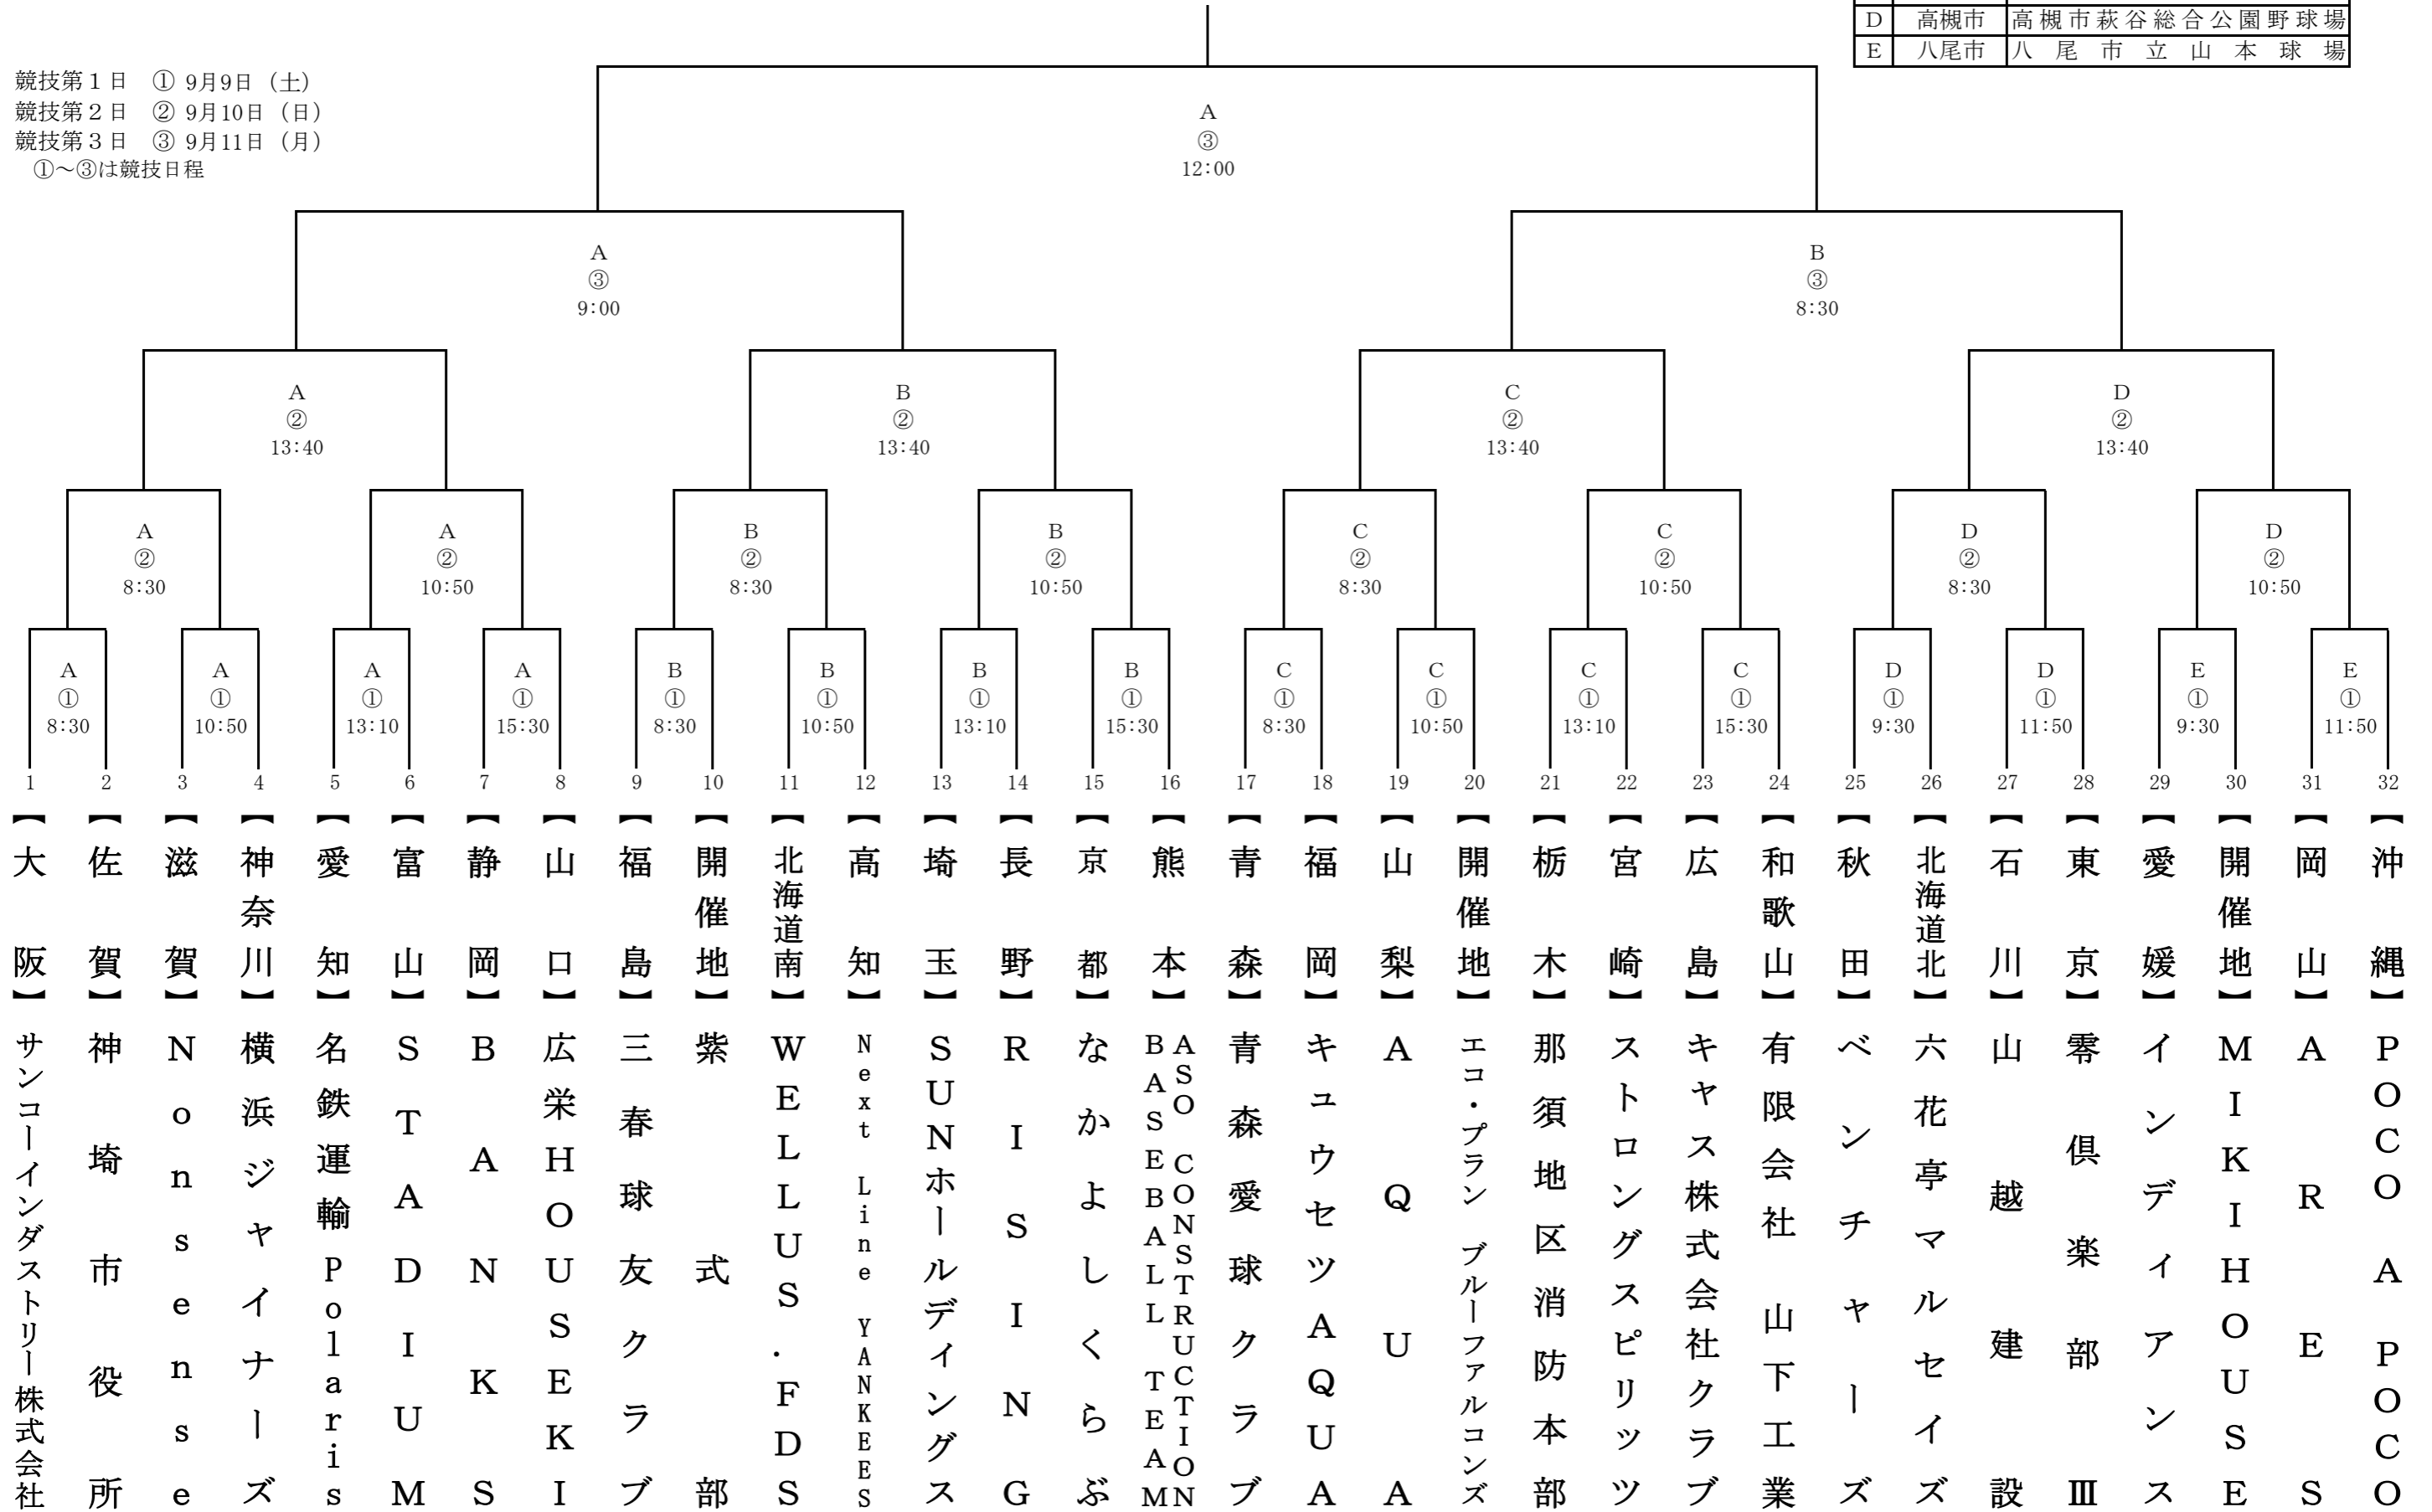 D 高槻市 高槻市萩谷総合公園野球場
E 八尾市 八尾市立山本球場
競技第１日 ① 9月9日（土）
競技第２日 ② 9月10日（日）
競技第３日 ③ 9月11日（月）
①～③は競技日程
A
③
12:00
A
③
9:00
B
③
8:30
A
②
13:40
B
②
13:40
C
②
13:40
D
②
13:40
A
②
8:30
A
②
10:50
B
②
8:30
B
②
10:50
C
②
8:30
C
②
10:50
D
②
8:30
D
②
10:50
A
①
8:30
A
①
10:50
A
①
13:10
A
①
15:30
B
①
8:30
B
①
10:50
B
①
13:10
B
①
15:30
C
①
8:30
C
①
10:50
C
①
13:10
C
①
15:30
D
①
9:30
D
①
11:50
E
①
9:30
E
①
11:50
1 【大阪】 サンコーインダストリー株式会社
2 【佐賀】 神埼市役所
3 【滋賀】 Nonsense
4 【神奈川】 横浜ジャイナーズ
5 【愛知】 名鉄運輸 Polaris
6 【富山】 STADIUM
7 【静岡】 BANKS
8 【山口】 広栄HOUSEKI
9 【福島】 三春球友クラブ
10 【開催地】 紫式部
11 【北海道南】 WELLUS.FDS
12 【高知】 Next Line YANKEES
13 【埼玉】 SUNホールディングス
14 【長野】 RISING
15 【京都】 なかよしくらぶ
16 【熊本】 ASO CONSTRUCTION BASEBALL TEAM
17 【青森】 青森愛球クラブ
18 【福岡】 キュウセツAQUA
19 【山梨】 AQUA
20 【開催地】 エコ・プラン ブルーファルコンズ
21 【栃木】 那須地区消防本部
22 【宮崎】 ストロングスピリッツ
23 【広島】 キャス株式会社クラブ
24 【和歌山】 有限会社 山下工業
25 【秋田】 ベンチャーズ
26 【北海道北】 六花亭マルセイズ
27 【石川】 山越建設
28 【東京】 零倶楽部Ⅲ
29 【愛媛】 インディアンス
30 【開催地】 MIKIHOUSE
31 【岡山】 ARES
32 【沖縄】 POCO A POCO